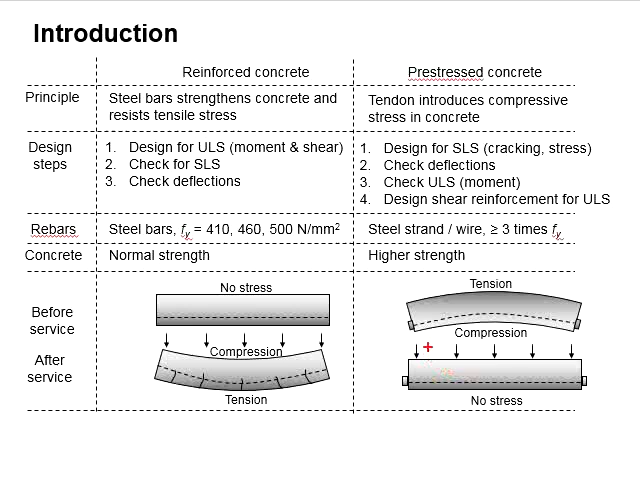 Introduction
Reinforced concrete
Prestressed concrete
Principle
Steel bars strengthens concrete and
resists tensile stress
Tendon introduces compressive
stress in concrete
Design
steps
1. Design for ULS (moment & shear)
2. Check for SLS
3. Check deflections
1. Design for SLS (cracking, stress)
2. Check deflections
3. Check ULS (moment)
4. Design shear reinforcement for ULS
Rebars
Steel bars, fy = 410, 460, 500 N/mm²
Steel strand / wire, ≥ 3 times fy
Concrete
Normal strength
Higher strength
Before
service
No stress
Tension
Compression
After
service
Compression
Tension
+
No stress